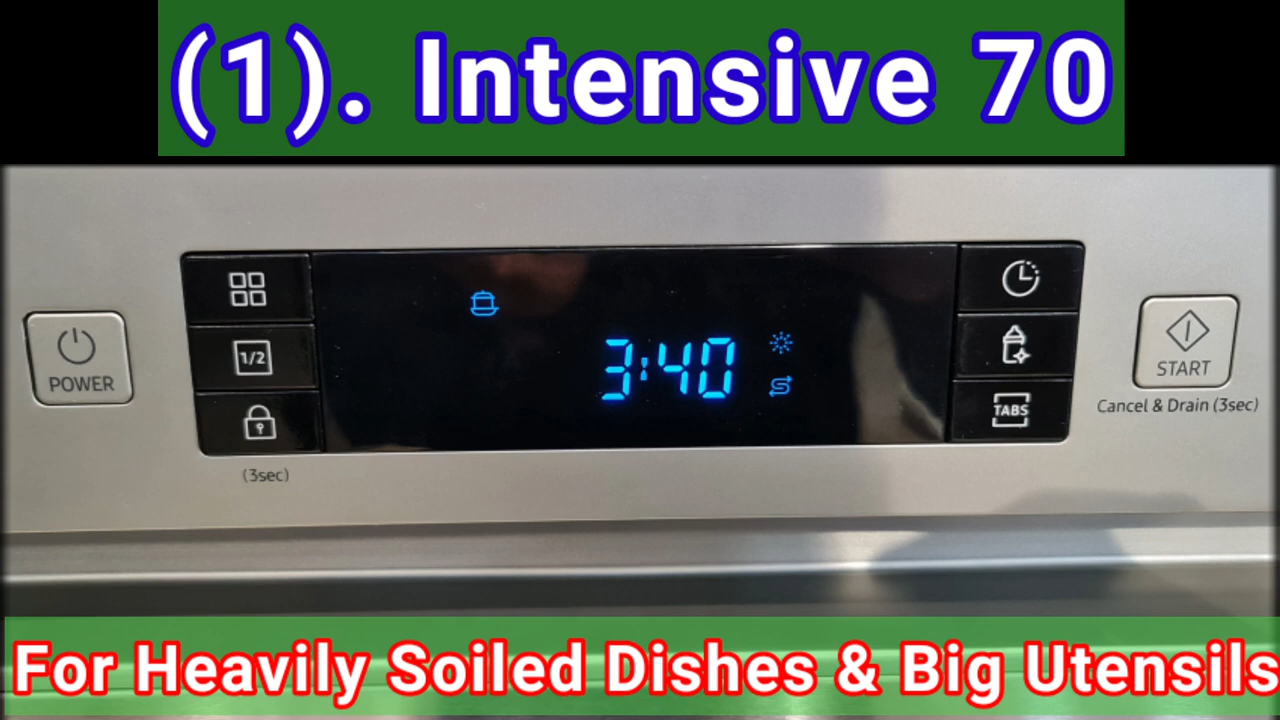 (1). Intensive 70
3:40
1/2
POWER
START
Cancel & Drain (3sec)
TABS
(3sec)
For Heavily Soiled Dishes & Big Utensils